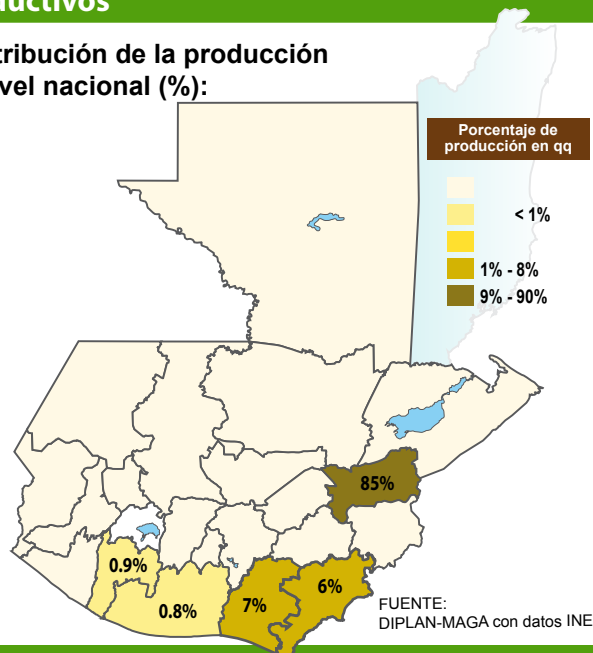 ductivos
tribución de la producción
vel nacional (%):
Porcentaje de
producción en qq
< 1%
1% - 8%
9% - 90%
85%
0.9%
0.8%
7%
6%
FUENTE:
DIPLAN-MAGA con datos INE